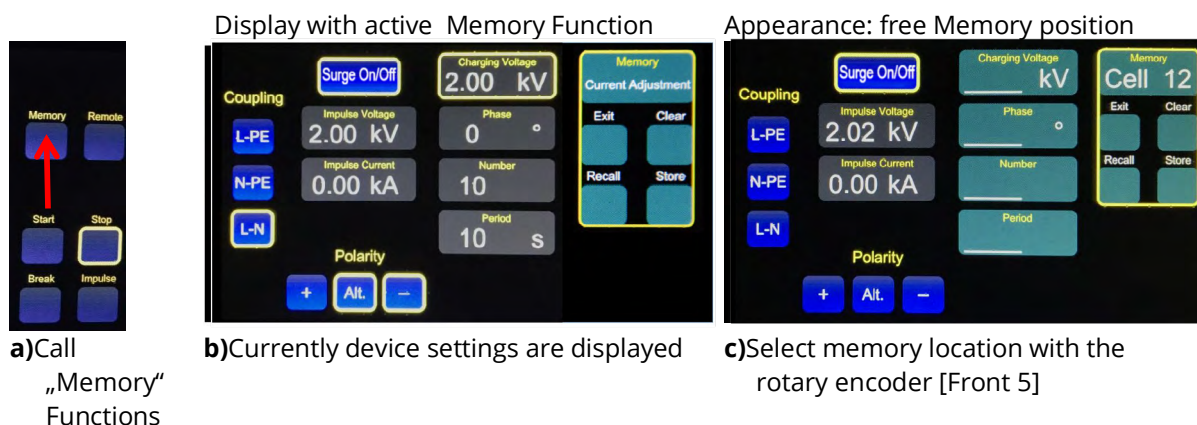 Display with active Memory Function
Appearance: free Memory position
Memory Remote
Start Stop
Break Impulse
a)Call
„Memory“
Functions
Coupling
Surge On/Off
Charging Voltage
2.00 kV
Memory
Current Adjustment
L-PE
Impulse Voltage
2.00 kV
Phase
0 °
Exit Clear
N-PE
Impulse Current
0.00 kA
Number
10
Recall Store
L-N
Period
10 s
Polarity
+ Alt. −
b)Currently device settings are displayed
Coupling
Surge On/Off
Charging Voltage
kV
Memory
Cell 12
L-PE
Impulse Voltage
2.02 kV
Phase
°
Exit Clear
N-PE
Impulse Current
0.00 kA
Number
Recall Store
L-N
Period
Polarity
+ Alt. −
c)Select memory location with the
rotary encoder [Front 5]